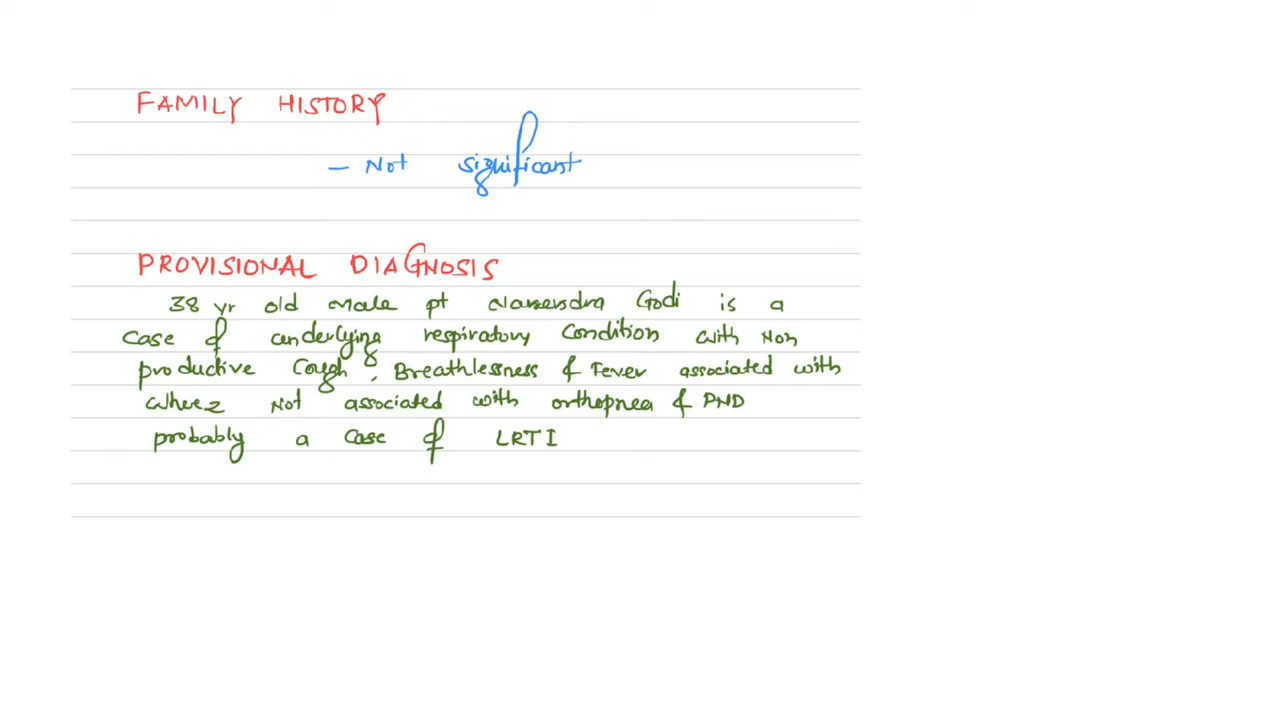 FAMILY HISTORY
- Not significant
PROVISIONAL DIAGNOSIS
38 yr old male pt Narendra Godi is a
case of underlying respiratory condition with Non
productive cough, Breathlessness & Fever associated with
wheez Not associated with orthopnea & PND
probably a case of LRTI